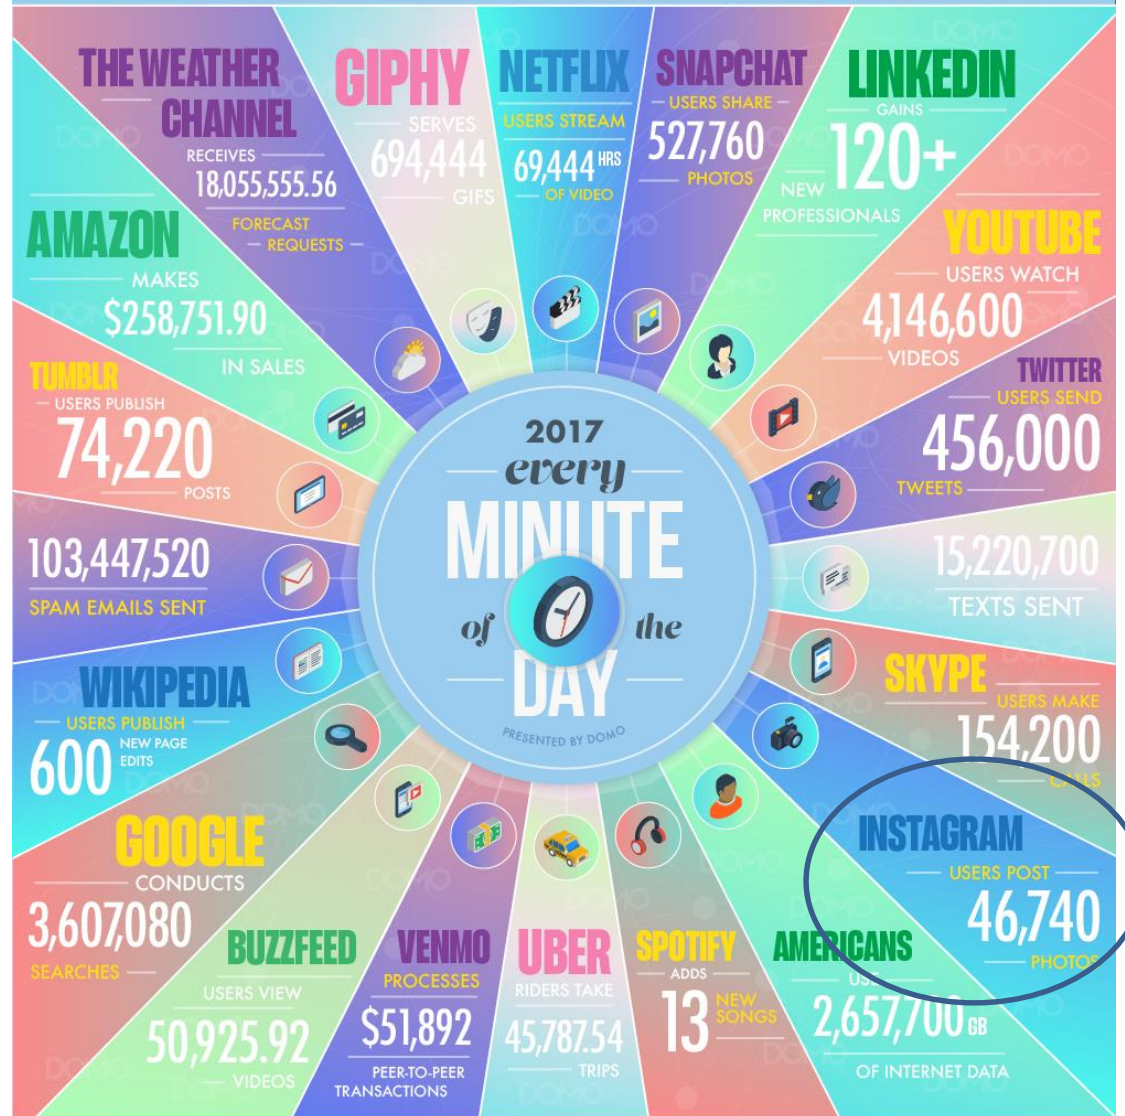 THE WEATHER
CHANNEL
RECEIVES
18,055,555.56
FORECAST
REQUESTS
GIPHY
SERVES
694,444
GIFS
NETFLIX
USERS STREAM
69,444 HRS
OF VIDEO
SNAPCHAT
USERS SHARE
527,760
PHOTOS
LINKEDIN
GAINS
120+
NEW
PROFESSIONALS
YOUTUBE
USERS WATCH
4,146,600
VIDEOS
TWITTER
USERS SEND
456,000
TWEETS
15,220,700
TEXTS SENT
SKYPE
USERS MAKE
154,200
CALLS
INSTAGRAM
USERS POST
46,740
PHOTOS
AMERICANS
USE
2,657,700 GB
OF INTERNET DATA
SPOTIFY
ADDS
13 NEW
SONGS
UBER
RIDERS TAKE
45,787.54
TRIPS
VENMO
PROCESSES
$51,892
PEER-TO-PEER
TRANSACTIONS
BUZZFEED
USERS VIEW
50,925.92
VIDEOS
GOOGLE
CONDUCTS
3,607,080
SEARCHES
WIKIPEDIA
USERS PUBLISH
600 NEW PAGE
EDITS
103,447,520
SPAM EMAILS SENT
TUMBLR
USERS PUBLISH
74,220
POSTS
AMAZON
MAKES
$258,751.90
IN SALES
2017
every
MINUTE
of the
DAY
PRESENTED BY DOMO
DOMO